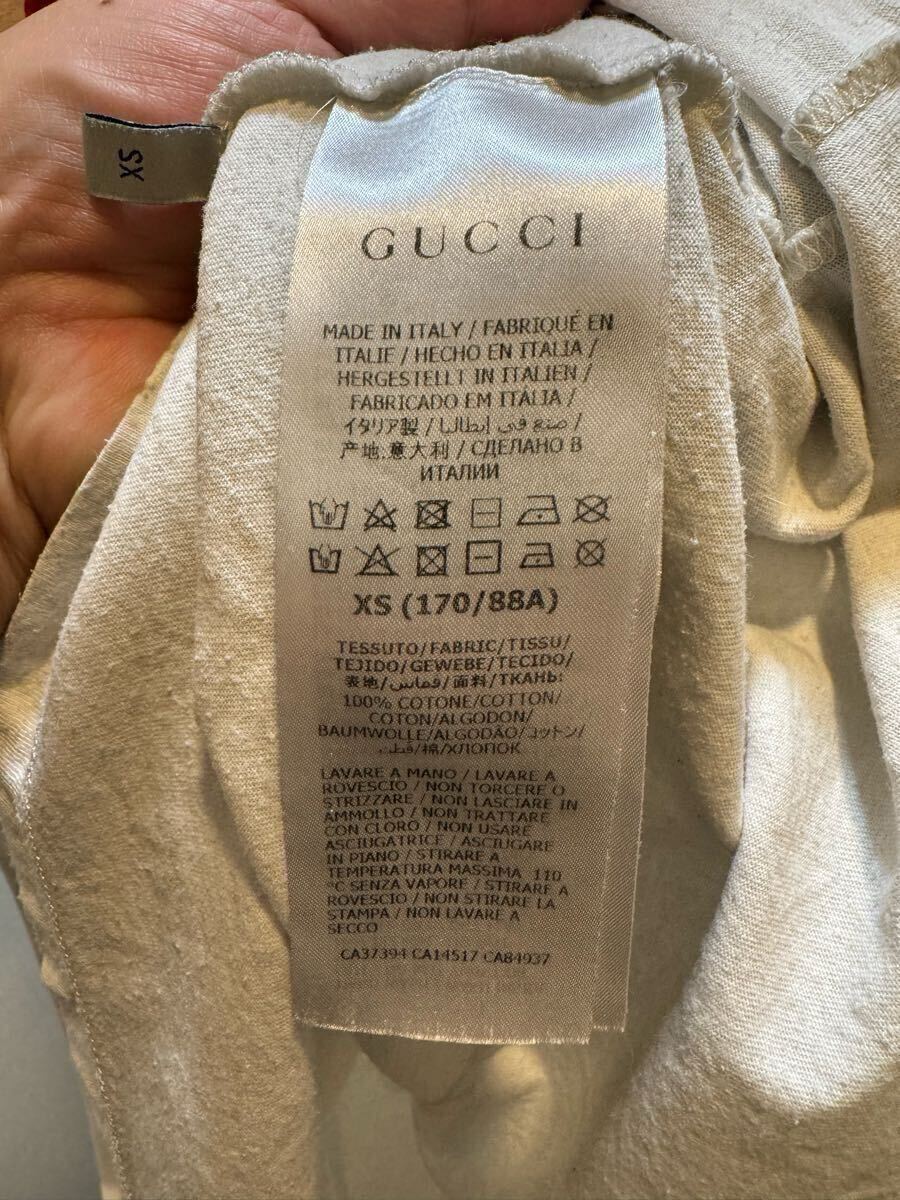 XS
GUCCI
MADE IN ITALY / FABRIQUÉ EN
ITALIE / HECHO EN ITALIA /
HERGESTELLT IN ITALIEN /
FABRICADO EM ITÁLIA /
イタリア製 / صنع في إيطاليا /
产地:意大利 / СДЕЛАНО В
ИТАЛИИ
XS (170/88A)
TESSUTO/FABRIC/TISSU/
TEJIDO/GEWEBE/TECIDO/
表地/قماس/面料/ТКАНЬ:
100% COTONE/COTTON/
COTON/ALGODON/
BAUMWOLLE/ALGODÃO/コットン/
قطن/棉/ХЛОПОК
LAVARE A MANO / LAVARE A
ROVESCIO / NON TORCERE O
STRIZZARE / NON LASCIARE IN
AMMOLLO / NON TRATTARE
CON CLORO / NON USARE
ASCIUGATRICE / ASCIUGARE
IN PIANO / STIRARE A
TEMPERATURA MASSIMA 110
°C SENZA VAPORE / STIRARE A
ROVESCIO / NON STIRARE LA
STAMPA / NON LAVARE A
SECCO
CA37394 CA14517 CA84937